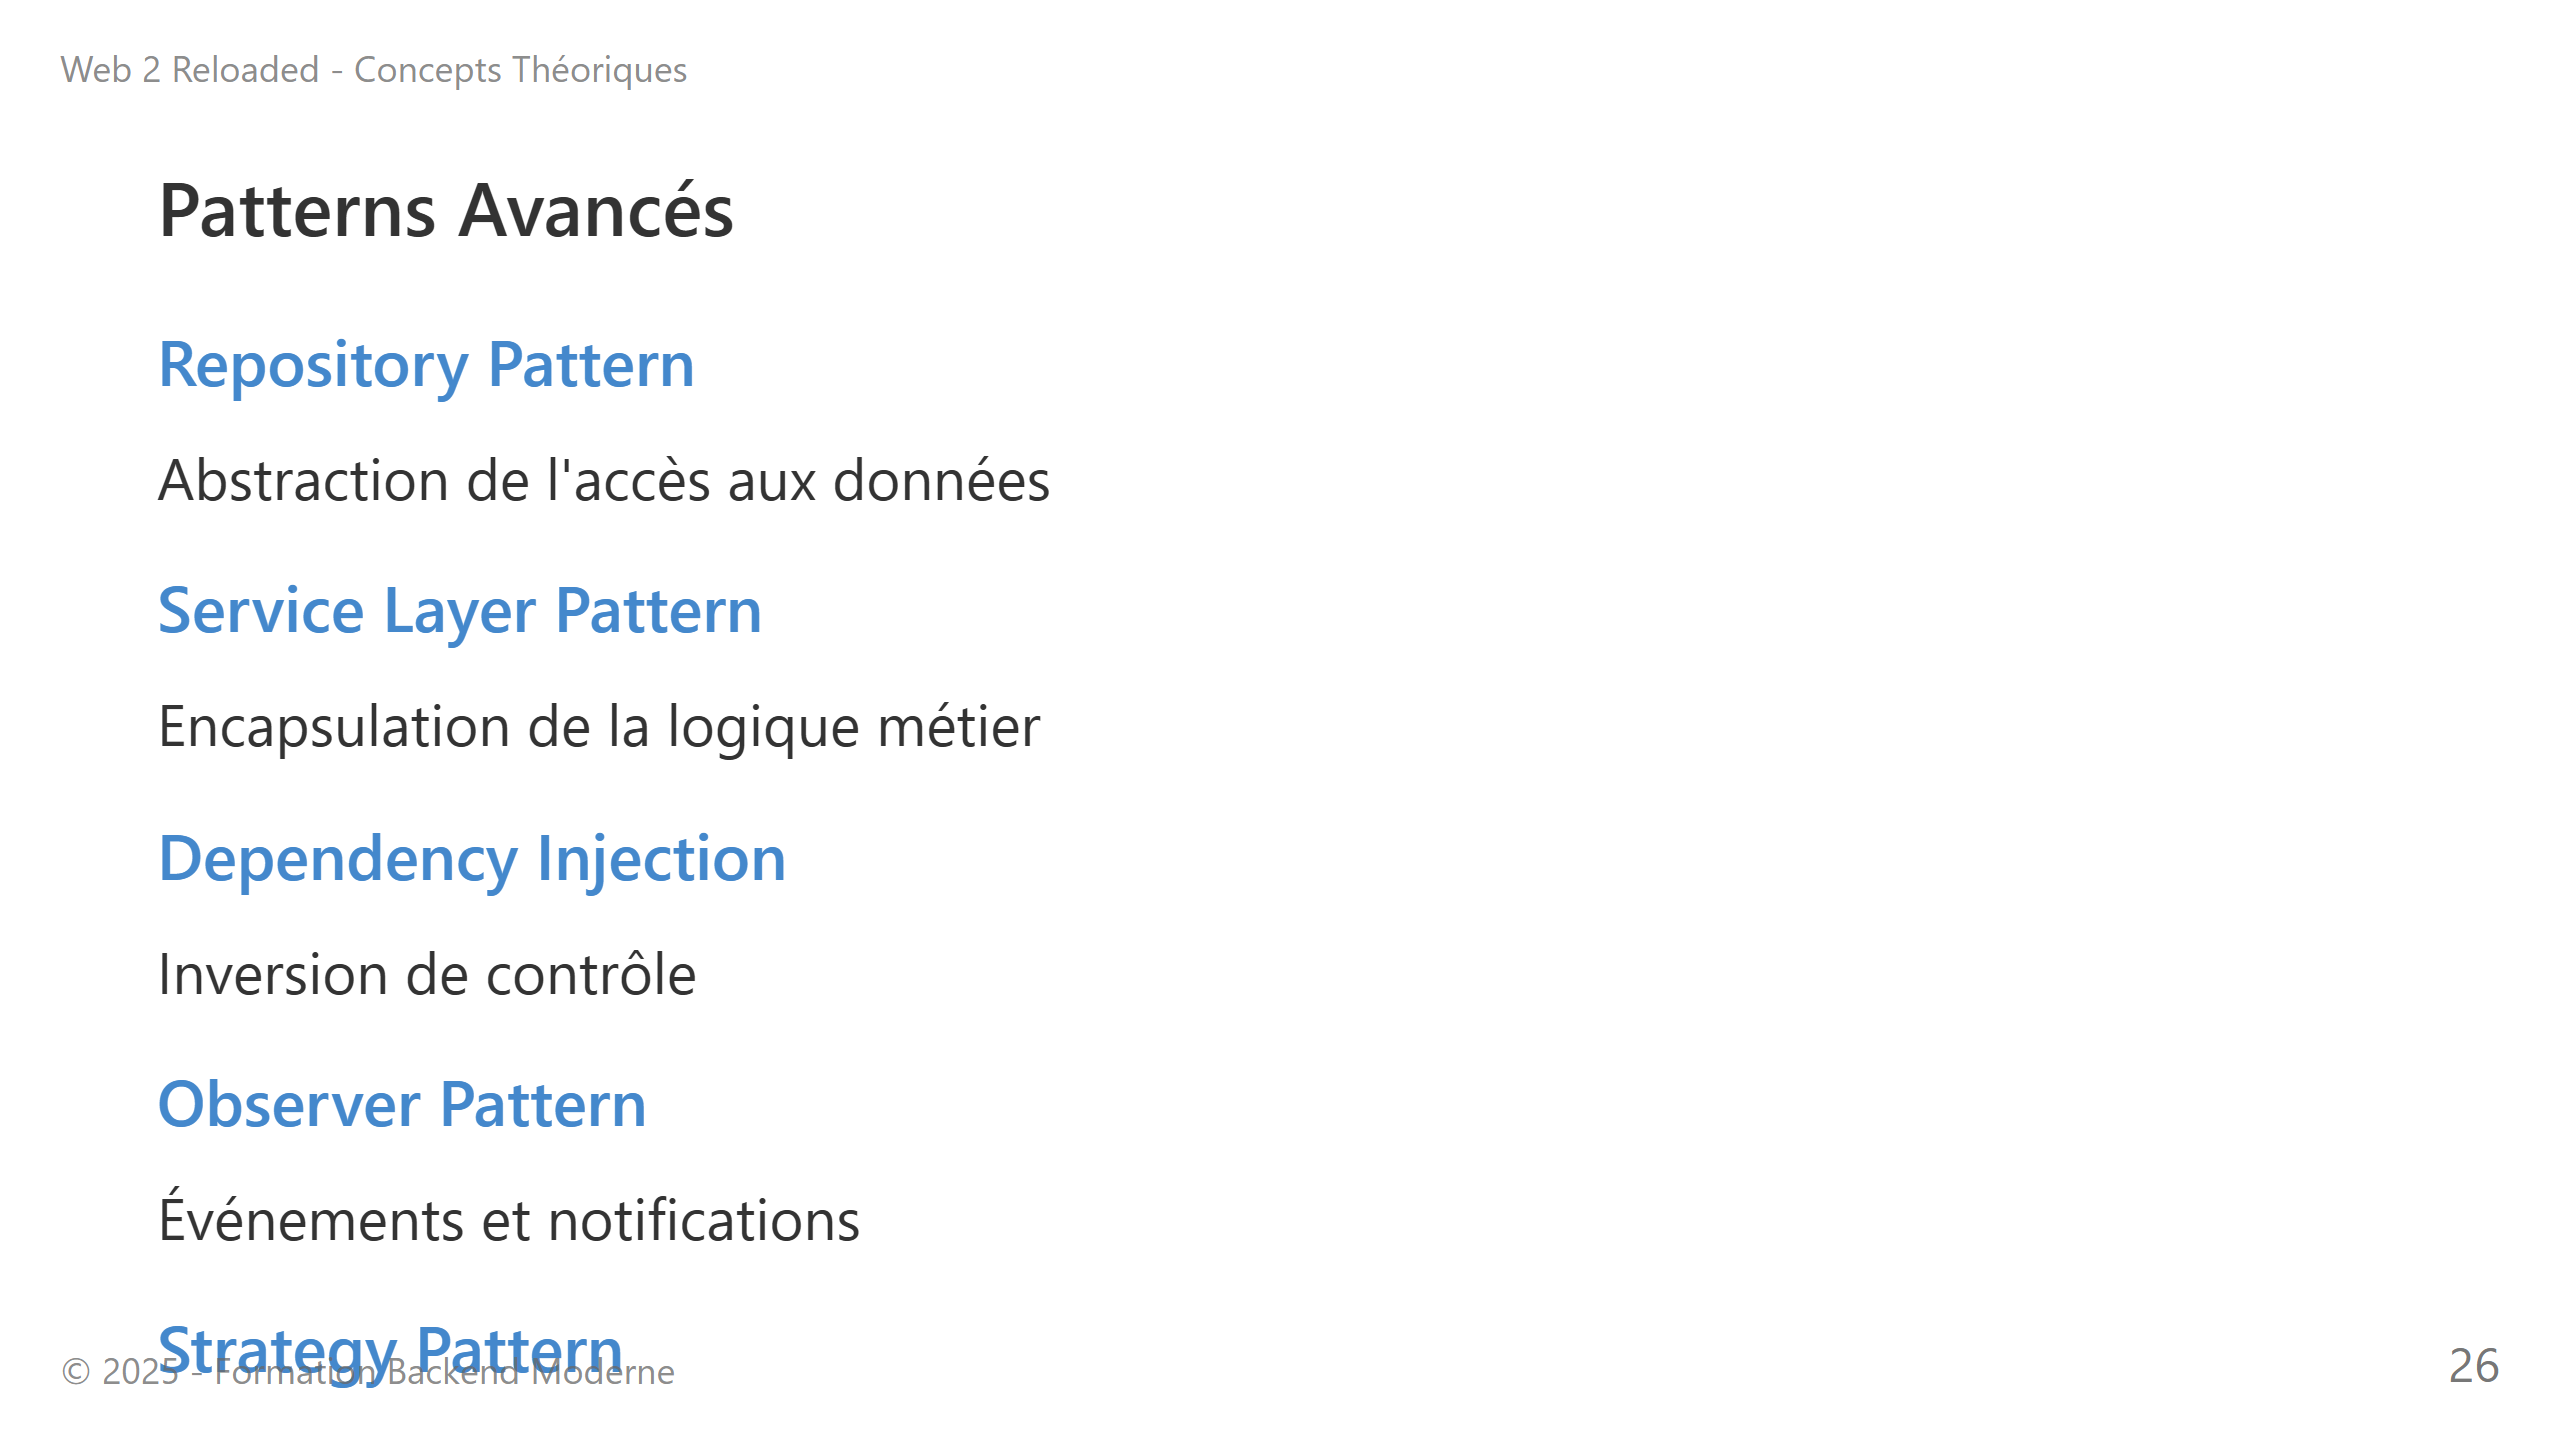 Web 2 Reloaded - Concepts Théoriques
Patterns Avancés
Repository Pattern
Abstraction de l'accès aux données
Service Layer Pattern
Encapsulation de la logique métier
Dependency Injection
Inversion de contrôle
Observer Pattern
Événements et notifications
Strategy Pattern
© 2025 - Formation Backend Moderne
26